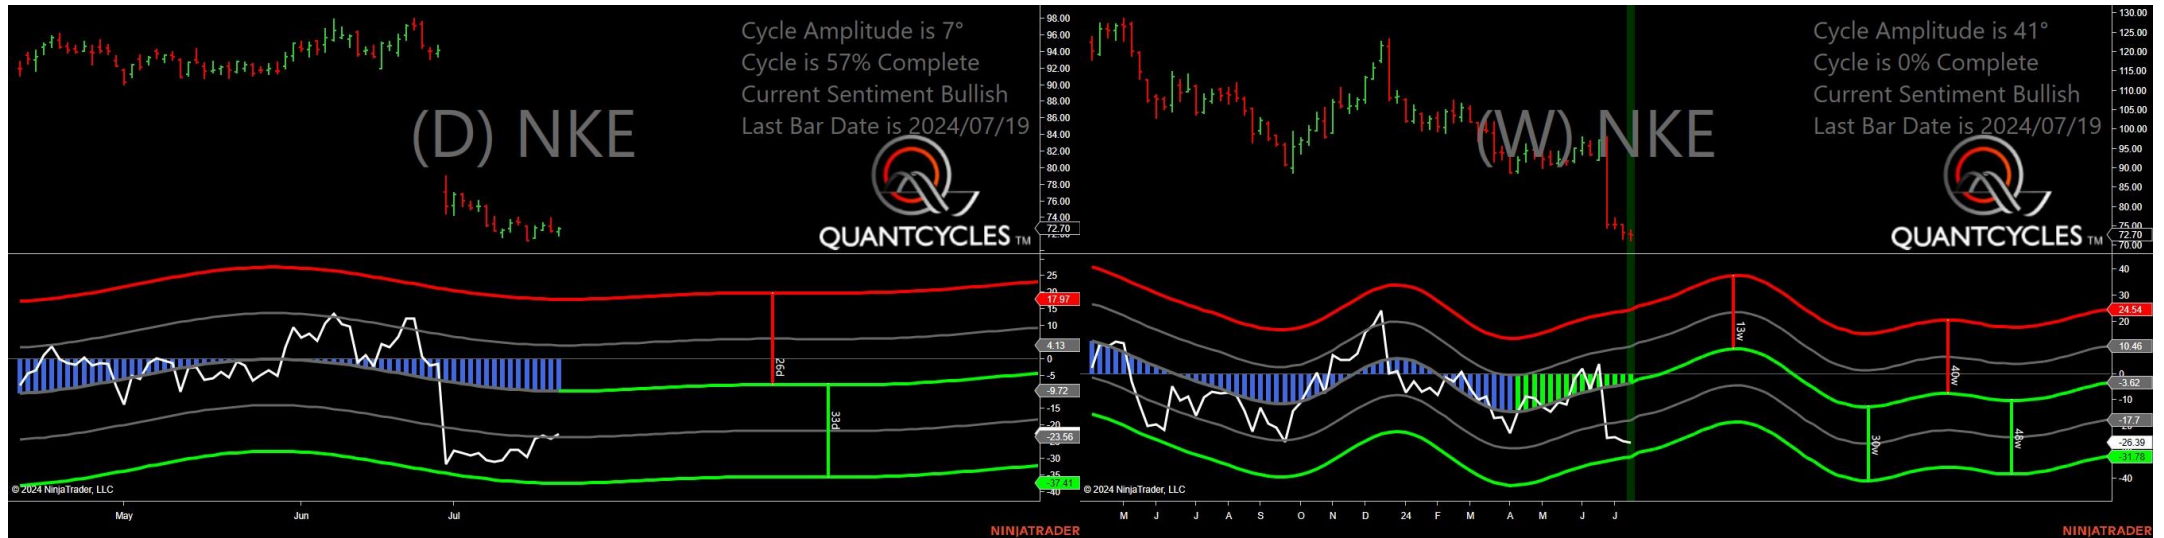 Cycle Amplitude is 7°
Cycle is 57% Complete
Current Sentiment Bullish
Last Bar Date is 2024/07/19
(D) NKE
QUANTCYCLES TM
98.00
96.00
94.00
92.00
90.00
88.00
86.00
84.00
82.00
80.00
78.00
76.00
74.00
72.70
25
20
17.97
15
10
4.13
0
-5
-9.72
-15
-20
-23.56
-30
-35
-37.41
-40
26d
33d
© 2024 NinjaTrader, LLC
May Jun Jul
NINJATRADER
Cycle Amplitude is 41°
Cycle is 0% Complete
Current Sentiment Bullish
Last Bar Date is 2024/07/19
(W) NKE
QUANTCYCLES TM
130.00
125.00
120.00
115.00
110.00
105.00
100.00
95.00
90.00
85.00
80.00
75.00
72.70
70.00
40
30
24.54
20
10.46
0
-3.62
-10
-17.7
-26.39
-31.78
-40
13w
30w
40w
48w
© 2024 NinjaTrader, LLC
M J J A S O N D 24 F M A M J J
NINJATRADER